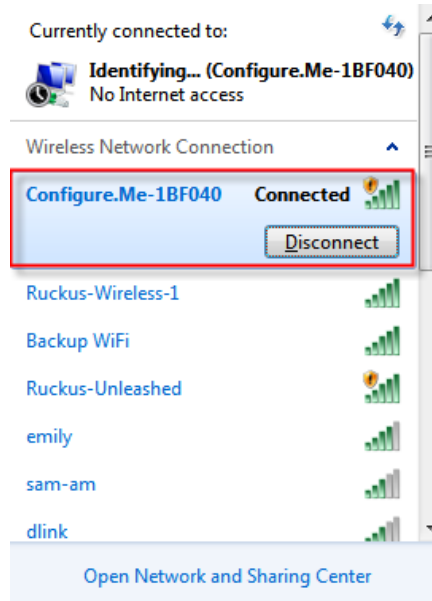 Currently connected to:
Identifying... (Configure.Me-1BF040)
No Internet access
Wireless Network Connection
Configure.Me-1BF040 Connected
Disconnect
Ruckus-Wireless-1
Backup WiFi
Ruckus-Unleashed
emily
sam-am
dlink
Open Network and Sharing Center